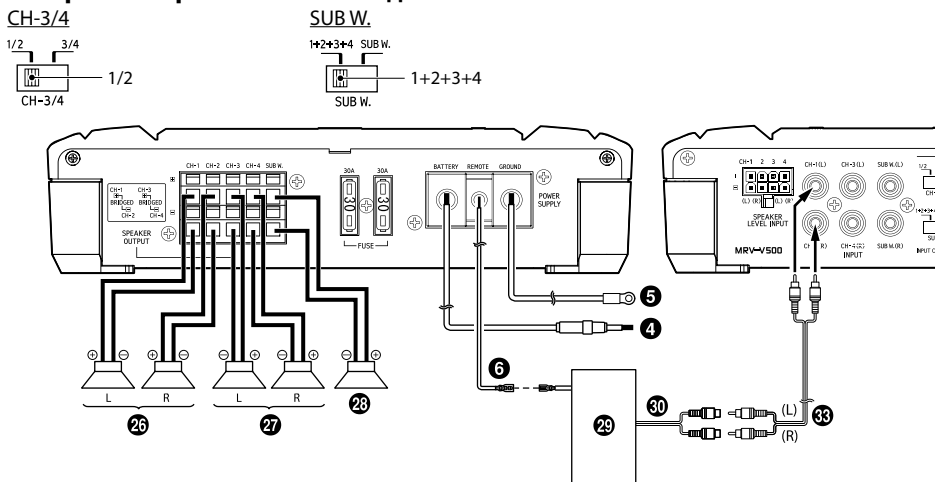 CH-3/4
1/2 3/4
1/2
CH-3/4
SUB W.
1+2+3+4 SUB W.
1+2+3+4
SUB W.
CH-1 CH-2 CH-3 CH-4 SUB W.
CH-1 CH-3
BRIDGED BRIDGED
CH-2 CH-4
SPEAKER
OUTPUT
30A 30A
30 30
FUSE
BATTERY REMOTE GROUND
POWER
SUPPLY
CH-1 2 3 4
(L) (R) (L) (R)
SPEAKER
LEVEL INPUT
MRV-V500
CH-1(L) CH-3(L) SUB W.(L)
CH-4(R) SUB W.(R)
INPUT
1/2
5
4
6
L R L R
26 27 28
29
30
(L)
(R)
33